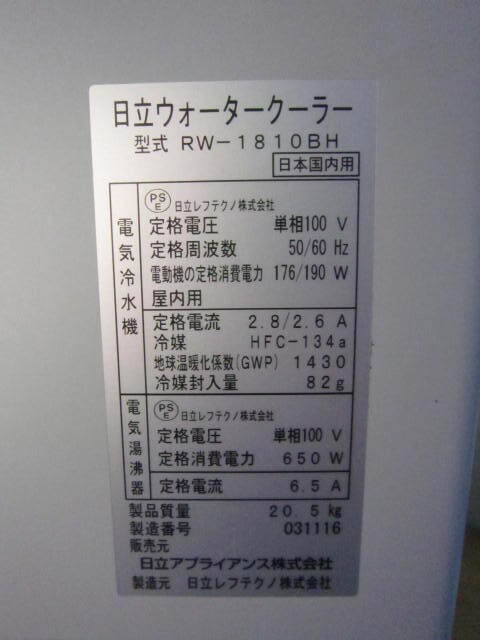 日立ウォータークーラー
型式 RW-1810BH
日本国内用
電気冷水機
PSE 日立レフテクノ株式会社
定格電圧 単相100 V
定格周波数 50/60 Hz
電動機の定格消費電力 176/190 W
屋内用
定格電流 2.8/2.6 A
冷媒 HFC-134a
地球温暖化係数(GWP) 1430
冷媒封入量 82g
電気湯沸器
PSE 日立レフテクノ株式会社
定格電圧 単相100 V
定格消費電力 650 W
定格電流 6.5 A
製品質量 20.5 kg
製造番号 031116
販売元
日立アプライアンス株式会社
製造元 日立レフテクノ株式会社